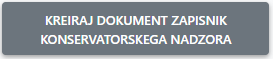 KREIRAJ DOKUMENT ZAPISNIK
KONSERVATORSKEGA NADZORA